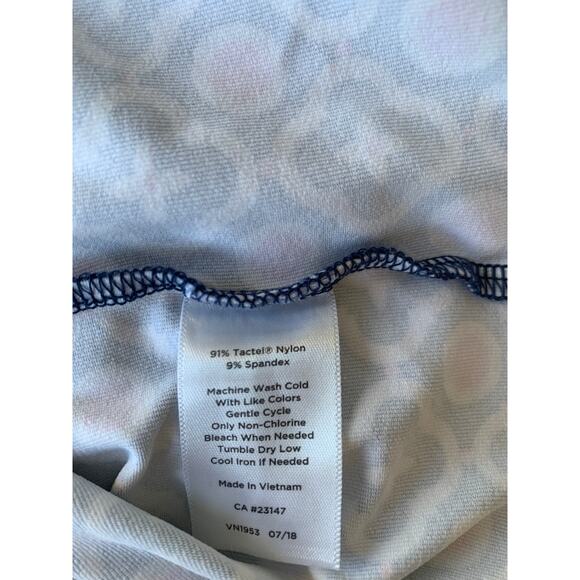 91% Tactel® Nylon
9% Spandex
Machine Wash Cold
With Like Colors
Gentle Cycle
Only Non-Chlorine
Bleach When Needed
Tumble Dry Low
Cool Iron If Needed
Made in Vietnam
CA #23147
VN1953 07/18